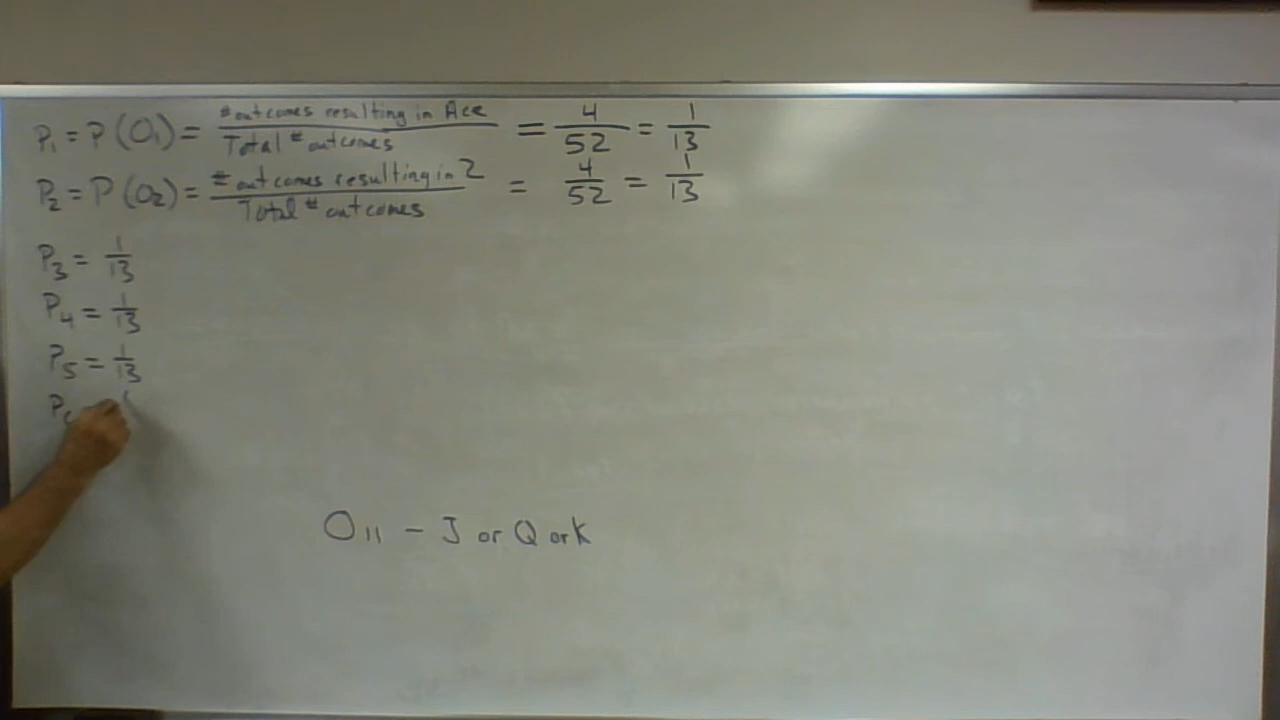 P₁ = P(O₁) = # outcomes resulting in Ace / Total # outcomes = 4/52 = 1/13
P₂ = P(O₂) = # outcomes resulting in 2 / Total # outcomes = 4/52 = 1/13
P₃ = 1/13
P₄ = 1/13
P₅ = 1/13
P
O₁₁ - J or Q or K